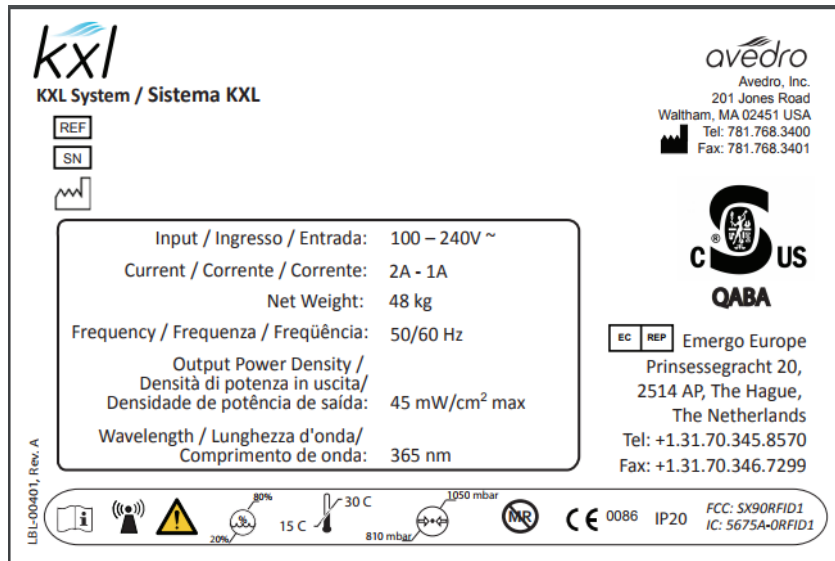 kxl
KXL System / Sistema KXL
REF
SN
avedro
Avedro, Inc.
201 Jones Road
Waltham, MA 02451 USA
Tel: 781.768.3400
Fax: 781.768.3401
Input / Ingresso / Entrada: 100 – 240V ~
Current / Corrente / Corrente: 2A - 1A
Net Weight: 48 kg
Frequency / Frequenza / Freqüência: 50/60 Hz
Output Power Density /
Densità di potenza in uscita/
Densidade de potência de saída: 45 mW/cm² max
Wavelength / Lunghezza d'onda/
Comprimento de onda: 365 nm
® C US
QABA
EC REP Emergo Europe
Prinsessegracht 20,
2514 AP, The Hague,
The Netherlands
Tel: +1.31.70.345.8570
Fax: +1.31.70.346.7299
LBL-00401, Rev. A
i
80%
%
20%
30 C
15 C
1050 mbar
810 mbar
MR
CE 0086
IP20
FCC: SX90RFID1
IC: 5675A-0RFID1